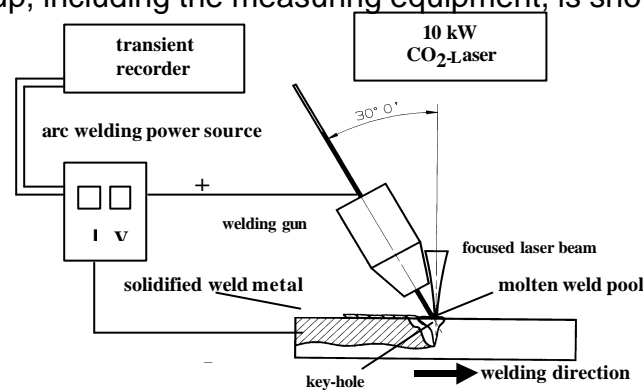 up, including the measuring equipment, is sho
transient
recorder
10 kW
CO2-Laser
30° 0'
arc welding power source
+
I V
welding gun
focused laser beam
solidified weld metal
molten weld pool
key-hole
welding direction